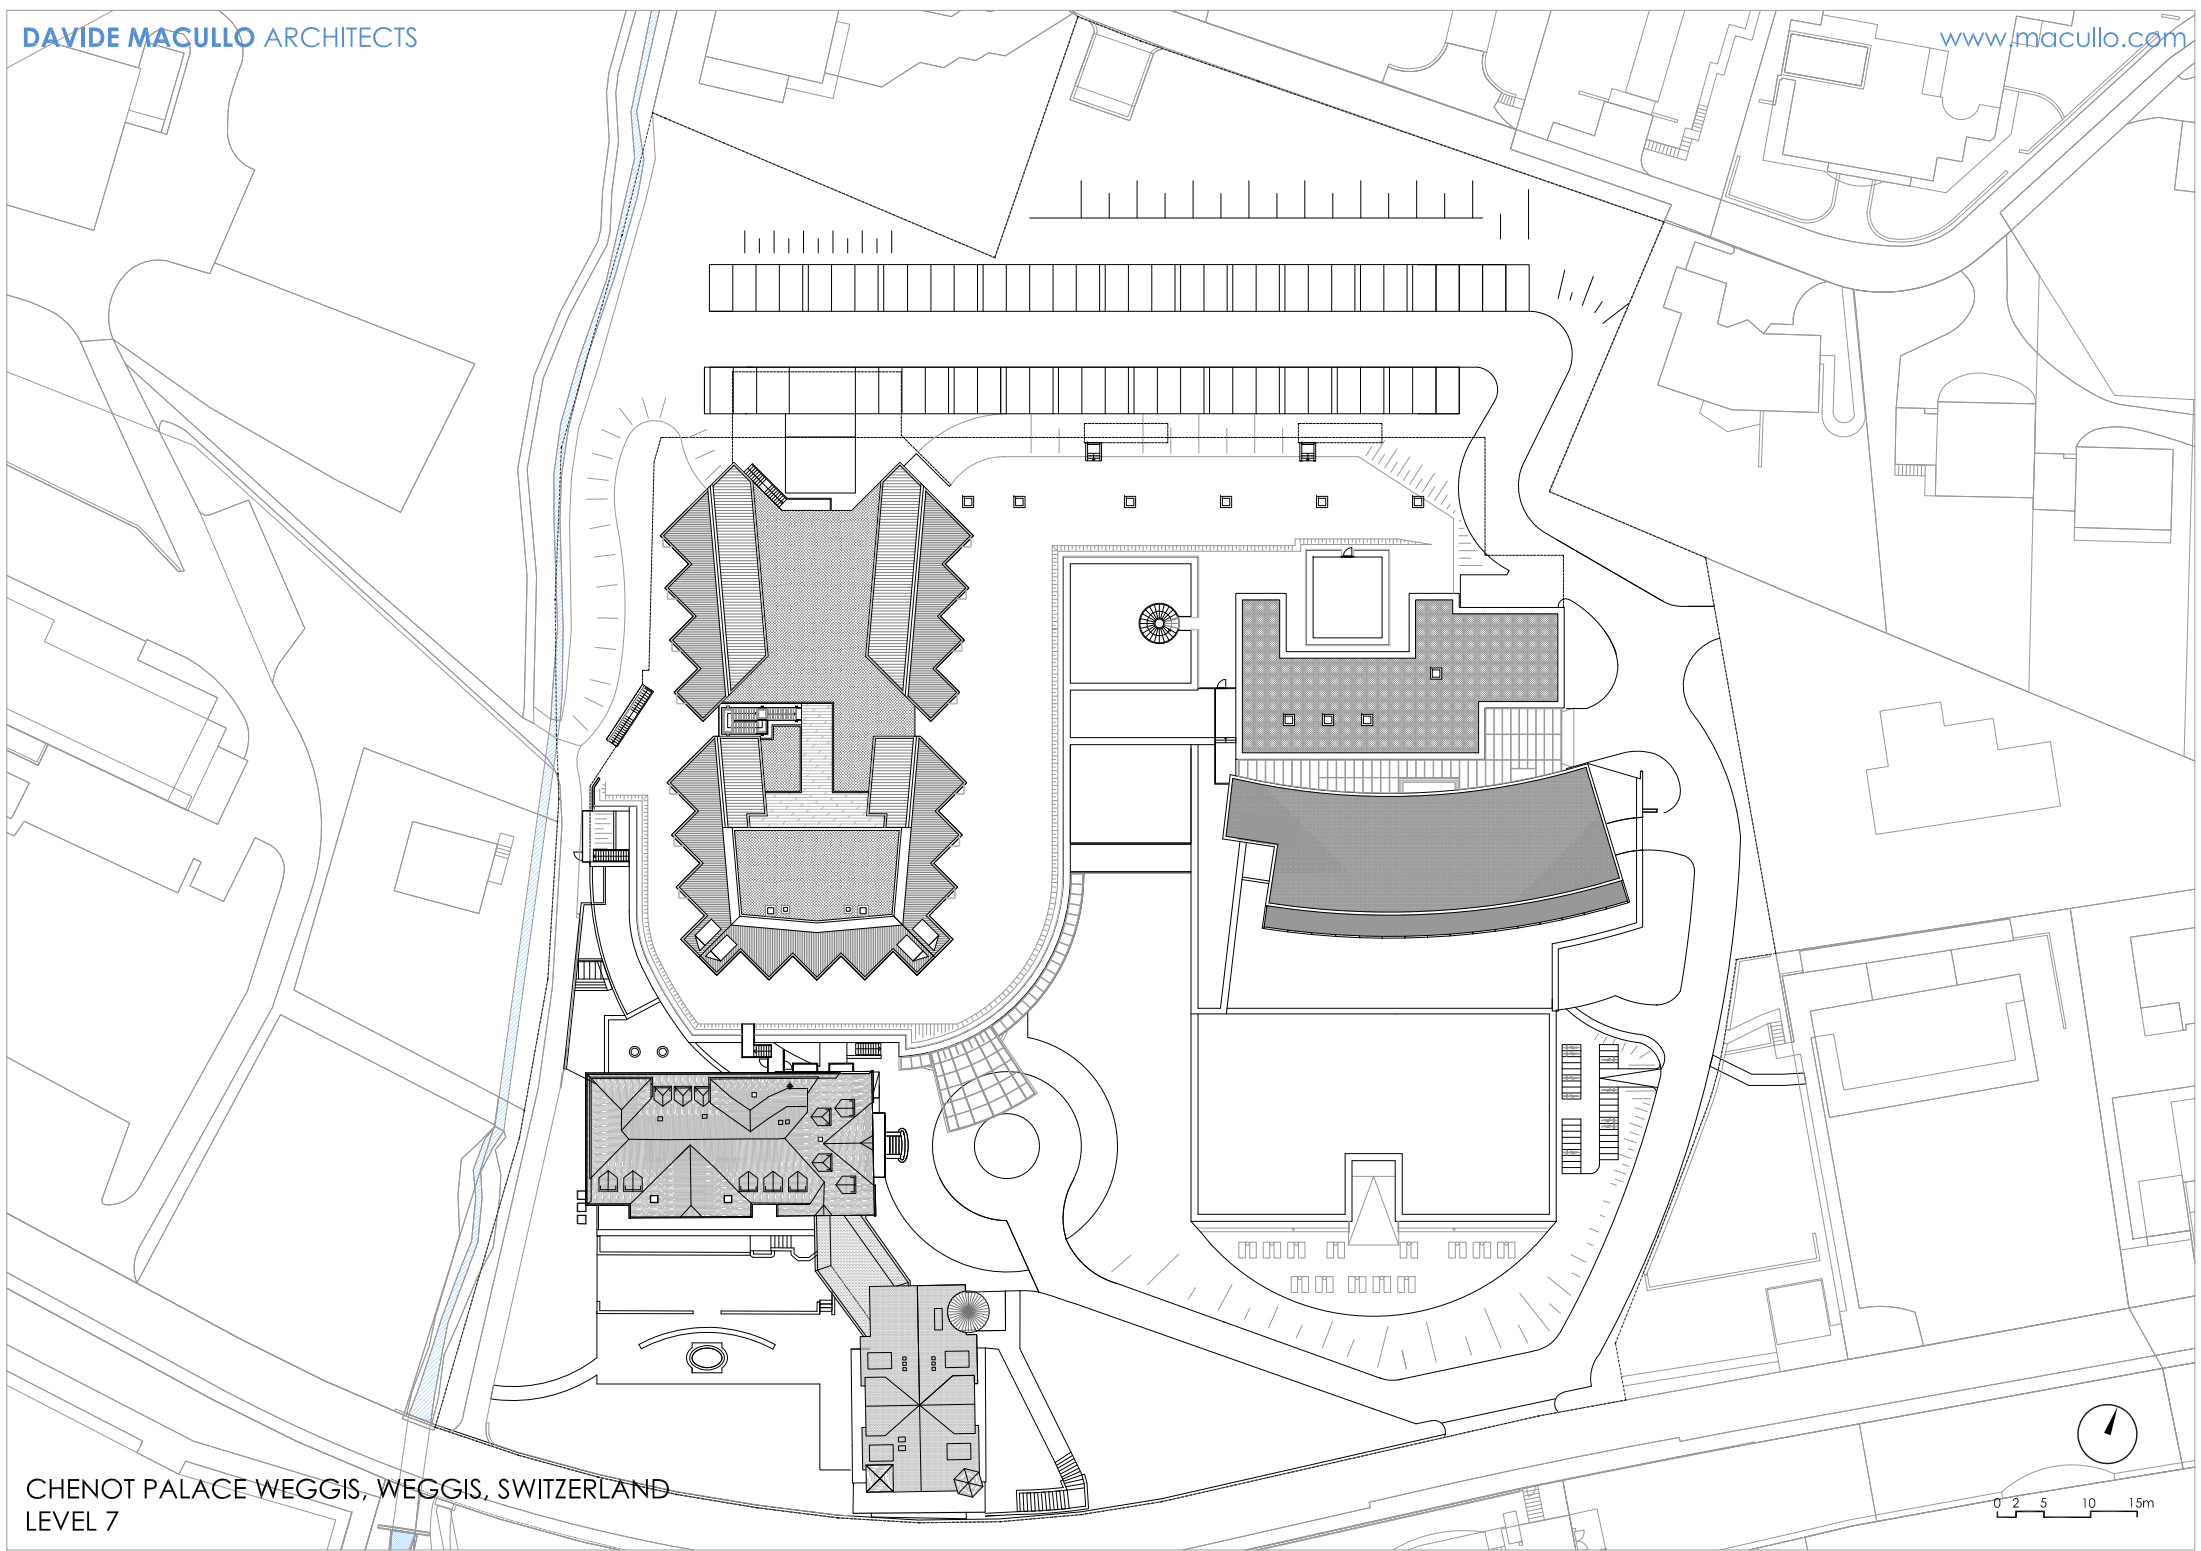 DAVIDE MACULLO ARCHITECTS
www.macullo.com
CHENOT PALACE WEGGIS, WEGGIS, SWITZERLAND
LEVEL 7
0 2 5 10 15m